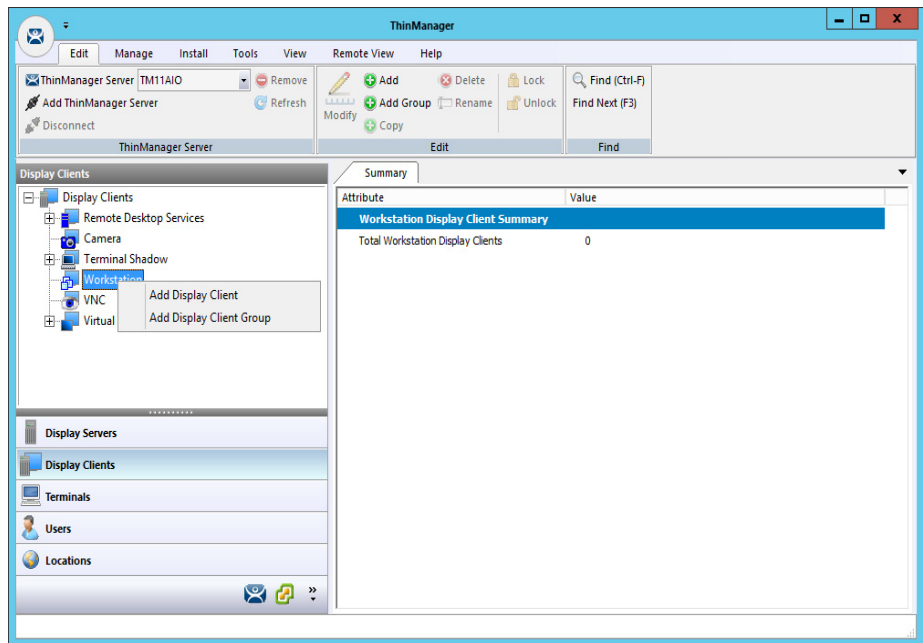 ThinManager
Edit Manage Install Tools View Remote View Help
ThinManager Server TM11AIO Remove
Add ThinManager Server Refresh
Disconnect
ThinManager Server
Modify
Add Delete Lock
Add Group Rename Unlock
Copy
Edit
Find (Ctrl-F)
Find Next (F3)
Find
Display Clients
Display Clients
Remote Desktop Services
Camera
Terminal Shadow
Workstation
VNC
Virtual
Add Display Client
Add Display Client Group
Display Servers
Display Clients
Terminals
Users
Locations
Summary
Attribute Value
Workstation Display Client Summary
Total Workstation Display Clients 0